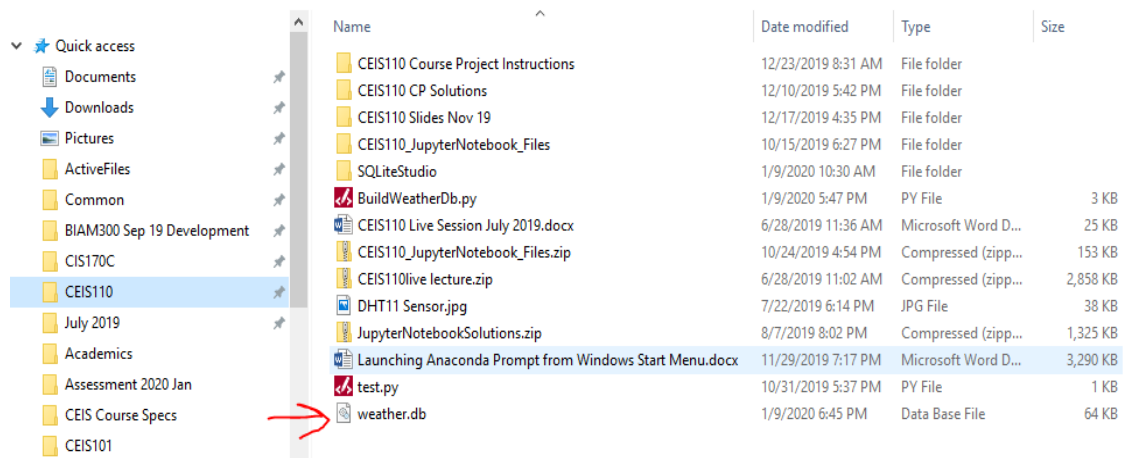 Quick access
Documents
Downloads
Pictures
ActiveFiles
Common
BIAM300 Sep 19 Development
CIS170C
CEIS110
July 2019
Academics
Assessment 2020 Jan
CEIS Course Specs
CEIS101
Name Date modified Type Size
CEIS110 Course Project Instructions 12/23/2019 8:31 AM File folder
CEIS110 CP Solutions 12/10/2019 5:42 PM File folder
CEIS110 Slides Nov 19 12/17/2019 4:35 PM File folder
CEIS110_JupyterNotebook_Files 10/15/2019 6:27 PM File folder
SQLiteStudio 1/9/2020 10:30 AM File folder
BuildWeatherDb.py 1/9/2020 5:47 PM PY File 3 KB
CEIS110 Live Session July 2019.docx 6/28/2019 11:36 AM Microsoft Word D... 25 KB
CEIS110_JupyterNotebook_Files.zip 10/24/2019 4:54 PM Compressed (zipp... 153 KB
CEIS110live lecture.zip 6/28/2019 11:02 AM Compressed (zipp... 2,858 KB
DHT11 Sensor.jpg 7/22/2019 6:14 PM JPG File 38 KB
JupyterNotebookSolutions.zip 8/7/2019 8:02 PM Compressed (zipp... 1,325 KB
Launching Anaconda Prompt from Windows Start Menu.docx 11/29/2019 7:17 PM Microsoft Word D... 3,290 KB
test.py 10/31/2019 5:37 PM PY File 1 KB
weather.db 1/9/2020 6:45 PM Data Base File 64 KB